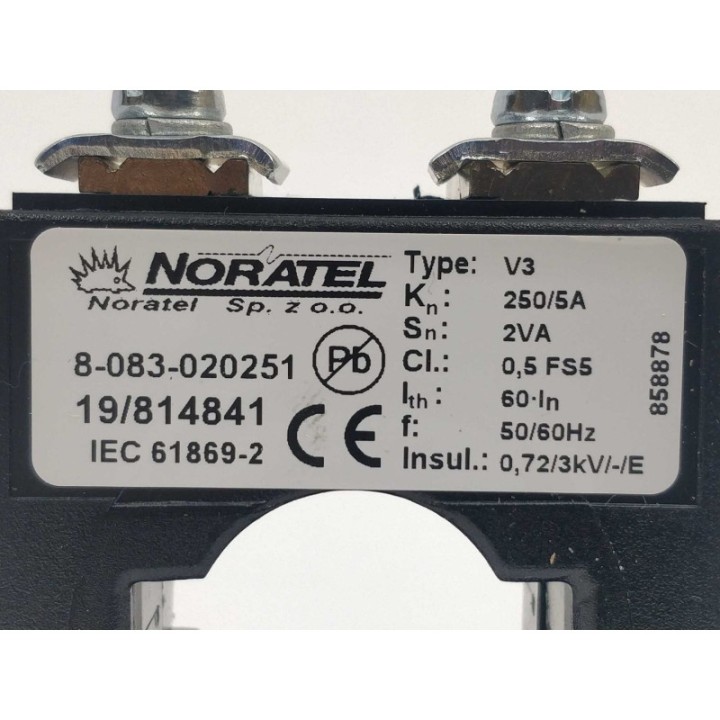 NORATEL
Noratel Sp. z o.o.
8-083-020251
Pb
19/814841
IEC 61869-2
CE
Type: V3
Kn: 250/5A
Sn: 2VA
Cl.: 0,5 FS5
Ith: 60·In
f: 50/60Hz
Insul.: 0,72/3kV/-/E
858878